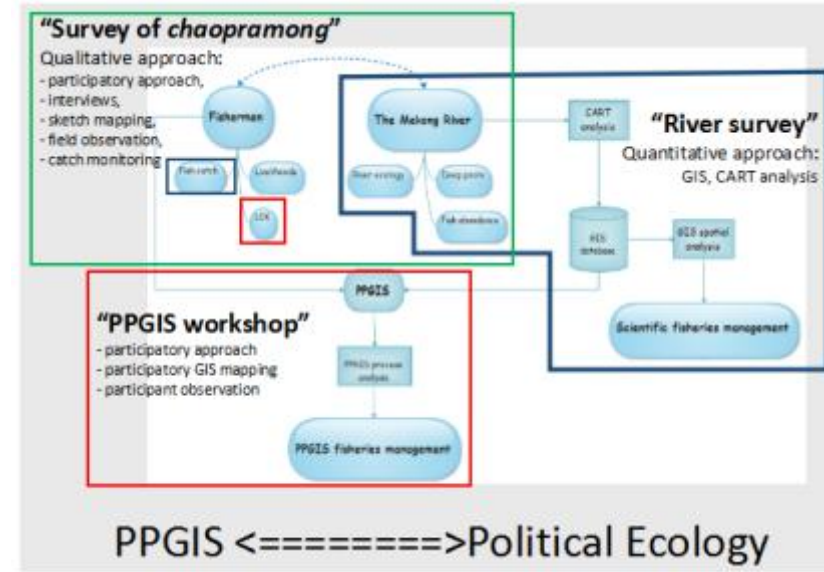 “Survey of chaopramong”
Qualitative approach:
- participatory approach,
- interviews,
- sketch mapping,
- field observation,
- catch monitoring
Fisherman
Fish catch
Livelihoods
LEK
The Mekong River
River ecology
Deep pools
Fish abundance
CART
analysis
“River survey”
Quantitative approach:
GIS, CART analysis
GIS
database
GIS spatial
analysis
Scientific fisheries management
PPGIS
“PPGIS workshop”
- participatory approach
- participatory GIS mapping
- participant observation
PPGIS process
analysis
PPGIS fisheries management
PPGIS <========>Political Ecology